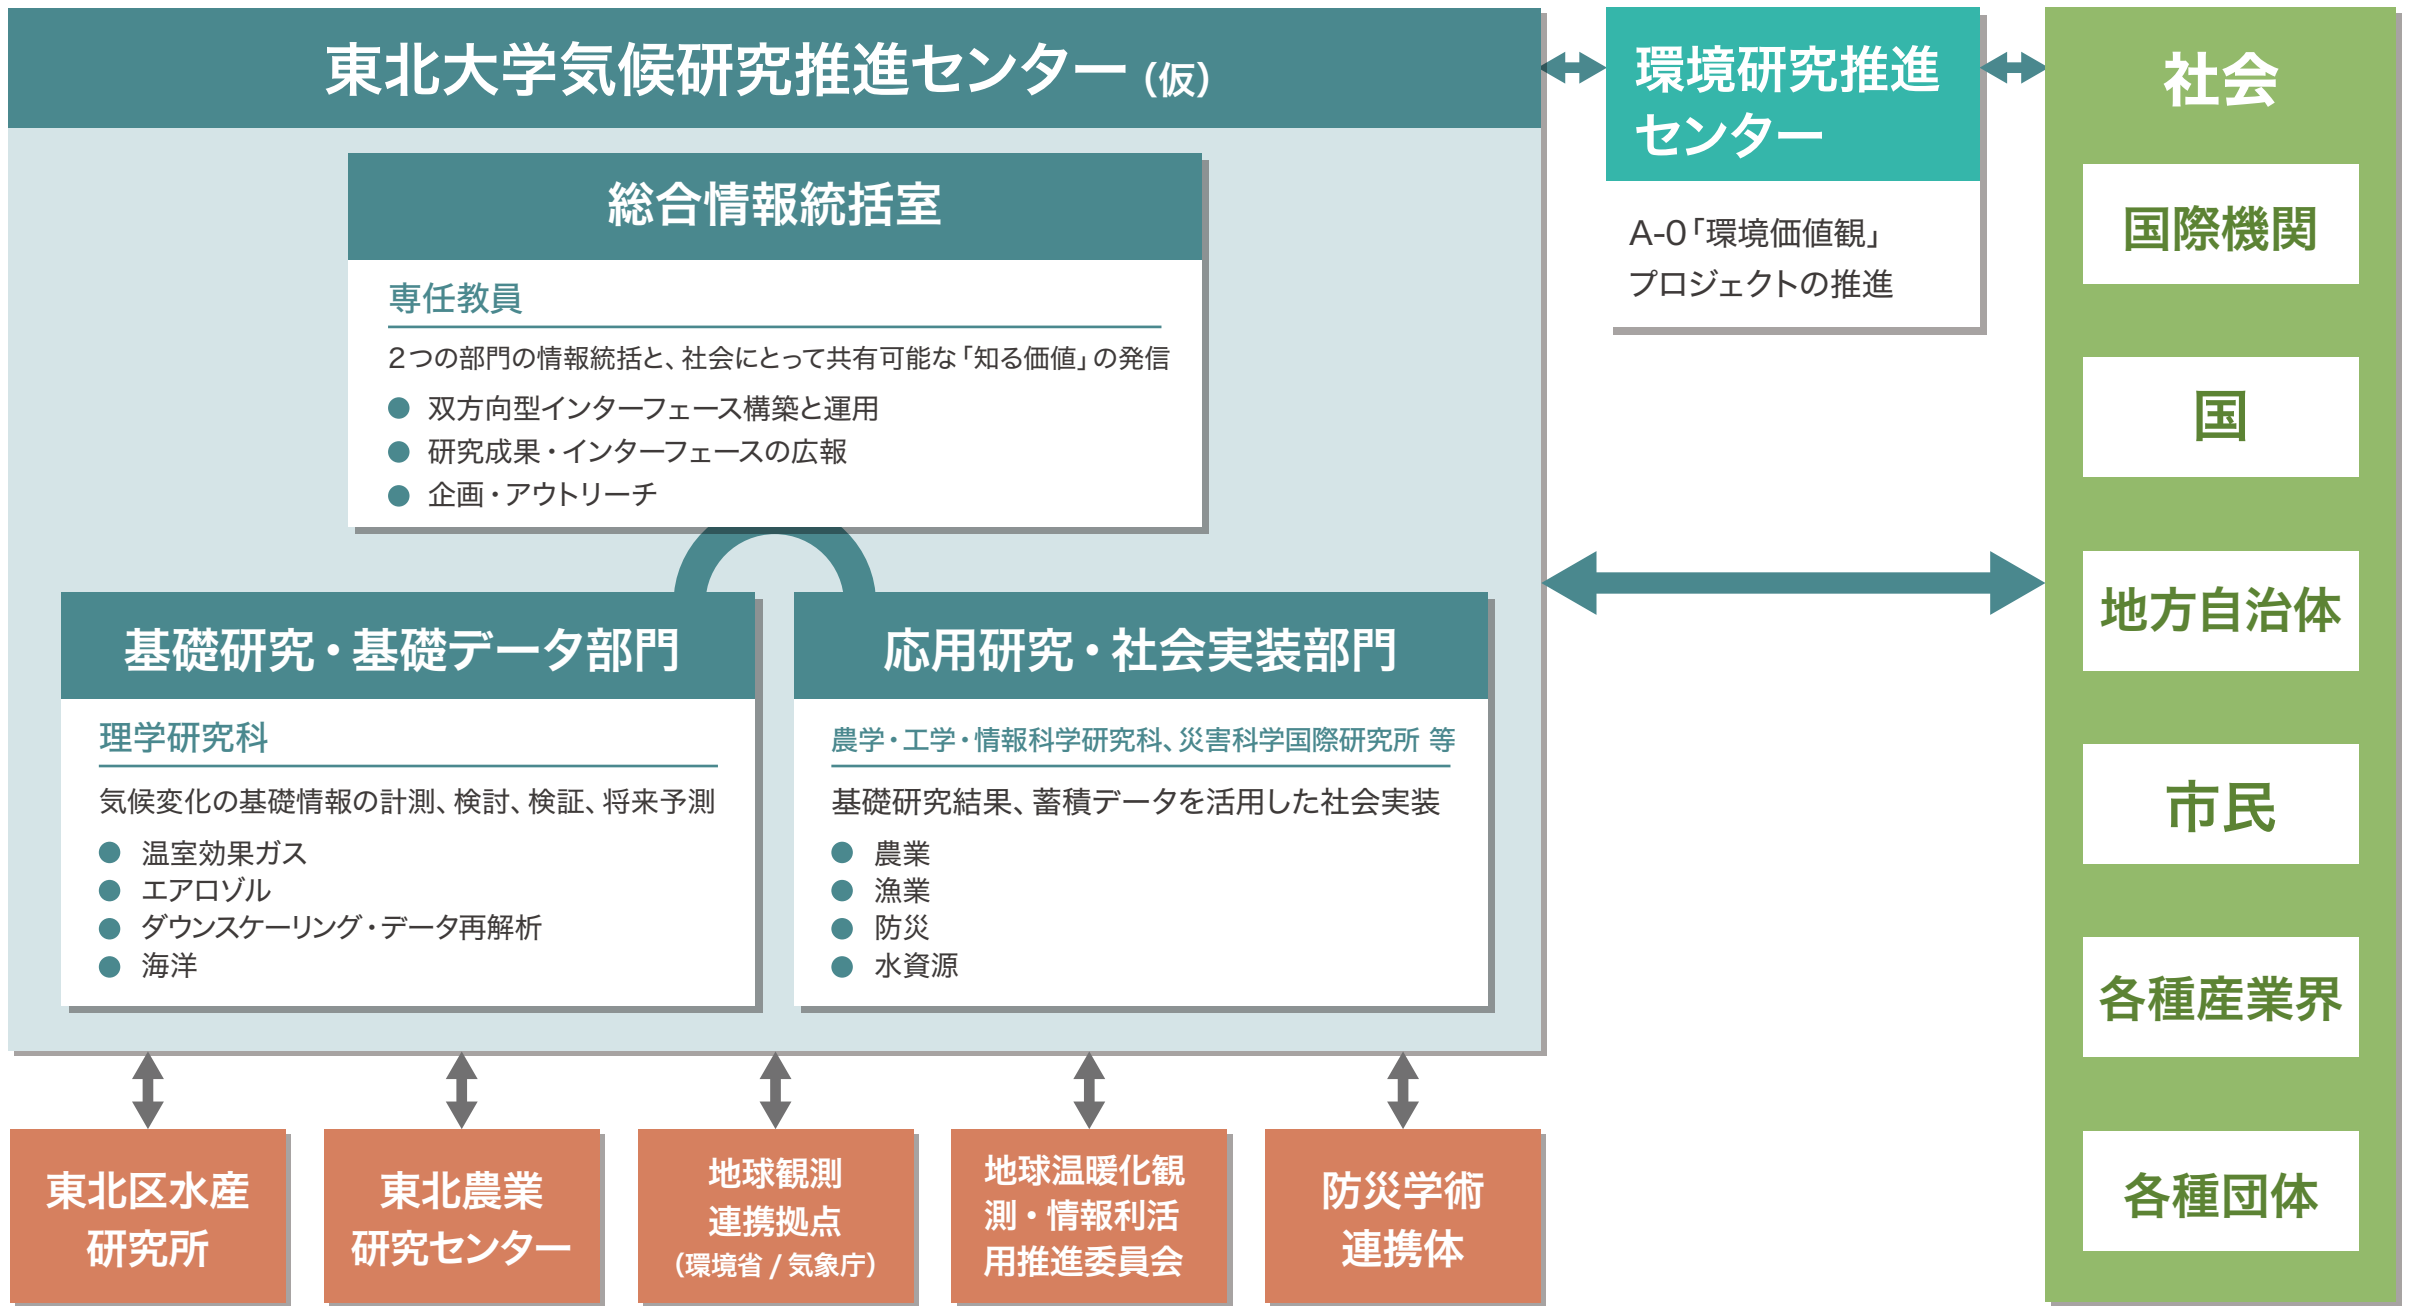 東北大学気候研究推進センター（仮）
総合情報統括室
専任教員
2つの部門の情報統括と、社会にとって共有可能な「知る価値」の発信
● 双方向型インターフェース構築と運用
● 研究成果・インターフェースの広報
● 企画・アウトリーチ
基礎研究・基礎データ部門
理学研究科
気候変化の基礎情報の計測、検討、検証、将来予測
● 温室効果ガス
● エアロゾル
● ダウンスケーリング・データ再解析
● 海洋
応用研究・社会実装部門
農学・工学・情報科学研究科、災害科学国際研究所 等
基礎研究結果、蓄積データを活用した社会実装
● 農業
● 漁業
● 防災
● 水資源
環境研究推進
センター
A-0「環境価値観」
プロジェクトの推進
社会
国際機関
国
地方自治体
市民
各種産業界
各種団体
東北区水産
研究所
東北農業
研究センター
地球観測
連携拠点
（環境省 / 気象庁）
地球温暖化観
測・情報利活
用推進委員会
防災学術
連携体